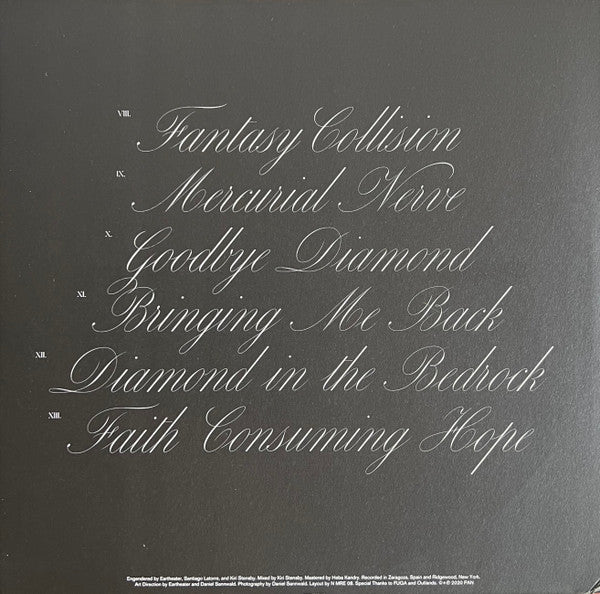 VIII.
Fantasy Collision
IX.
Mercurial Nerve
X.
Goodbye Diamond
XI.
Bringing Me Back
XII.
Diamond in the Bedrock
XIII.
Faith Consuming Hope
Engendered by Eartheater, Santiago Latorre, and Kiri Stensby. Mixed by Kiri Stensby. Mastered by Heba Kadry. Recorded in Zaragoza, Spain and Ridgewood, New York.
Art Direction by Eartheater and Daniel Sannwald. Photography by Daniel Sannwald. Layout by N MRE 08. Special Thanks to FUGA and Outlands. ©+℗ 2020 PAN